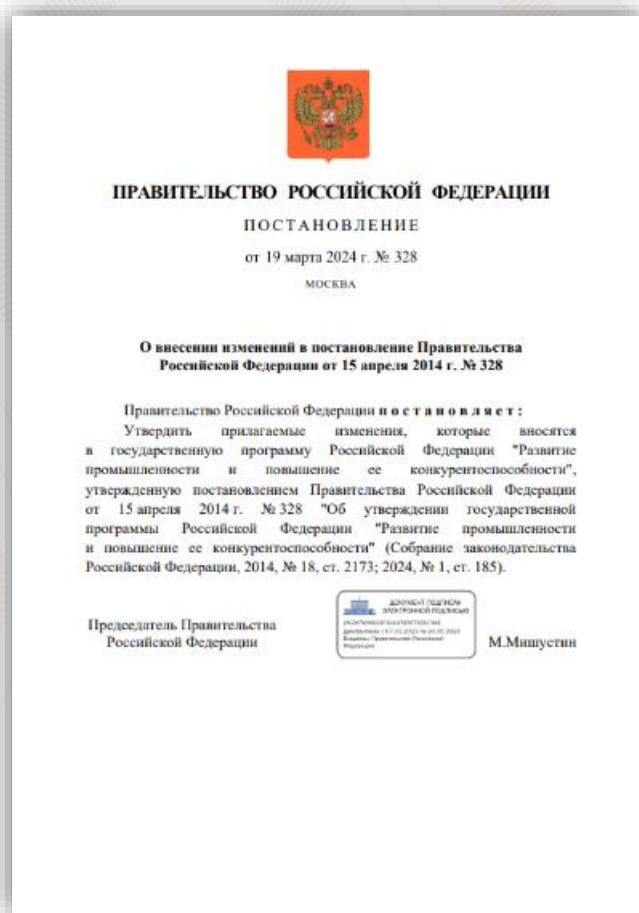 ПРАВИТЕЛЬСТВО РОССИЙСКОЙ ФЕДЕРАЦИИ
ПОСТАНОВЛЕНИЕ
от 19 марта 2024 г. № 328
МОСКВА
О внесении изменений в постановление Правительства
Российской Федерации от 15 апреля 2014 г. № 328
Правительство Российской Федерации постановляет:
Утвердить прилагаемые изменения, которые вносятся
в государственную программу Российской Федерации "Развитие
промышленности и повышение ее конкурентоспособности",
утвержденную постановлением Правительства Российской Федерации
от 15 апреля 2014 г. № 328 "Об утверждении государственной
программы Российской Федерации "Развитие промышленности
и повышение ее конкурентоспособности" (Собрание законодательства
Российской Федерации, 2014, № 18, ст. 2173; 2024, № 1, ст. 185).
Председатель Правительства
Российской Федерации
ДОКУМЕНТ ПОДПИСАН
ЭЛЕКТРОННОЙ ПОДПИСЬЮ
М.Мишустин